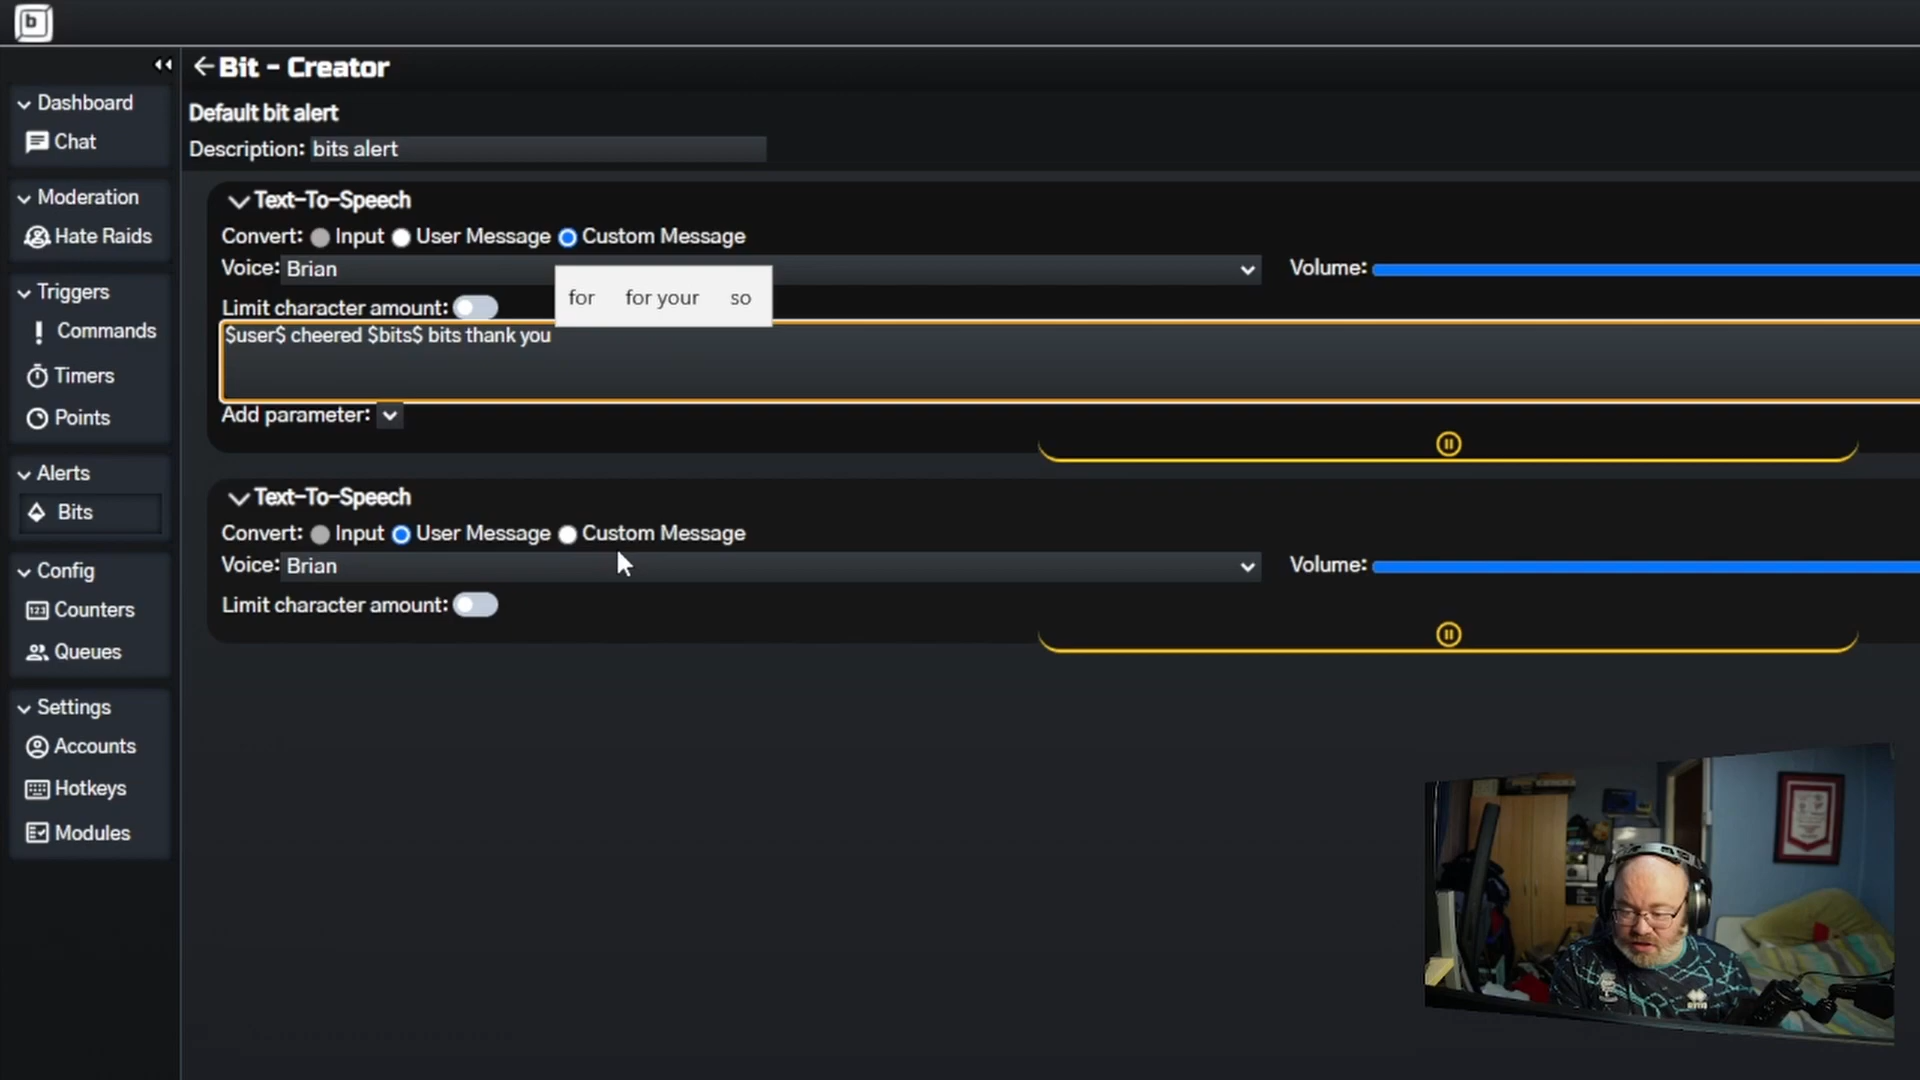 b
Bit - Creator
Dashboard
Chat
Moderation
Hate Raids
Triggers
Commands
Timers
Points
Alerts
Bits
Config
123 Counters
Queues
Settings
Accounts
Hotkeys
Modules
Default bit alert
Description: bits alert
Text-To-Speech
Convert: Input User Message Custom Message
Voice: Brian Volume:
Limit character amount:
for for your so
$user$ cheered $bits$ bits thank you
Add parameter:
Text-To-Speech
Convert: Input User Message Custom Message
Voice: Brian Volume:
Limit character amount: